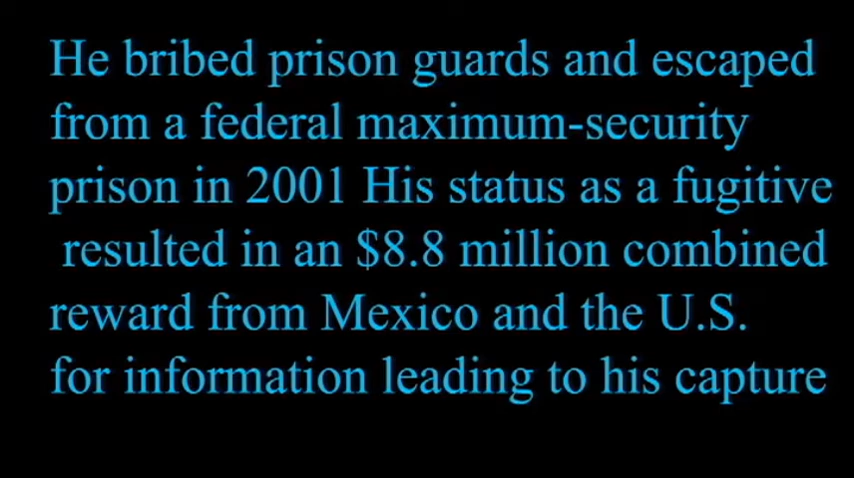 He bribed prison guards and escaped
from a federal maximum-security
prison in 2001 His status as a fugitive
resulted in an $8.8 million combined
reward from Mexico and the U.S.
for information leading to his capture